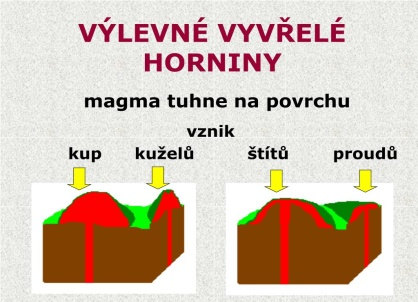 VÝLEVNÉ VYVŘELÉ
HORNINY
magma tuhne na povrchu
vznik
kup kuželů štítů proudů